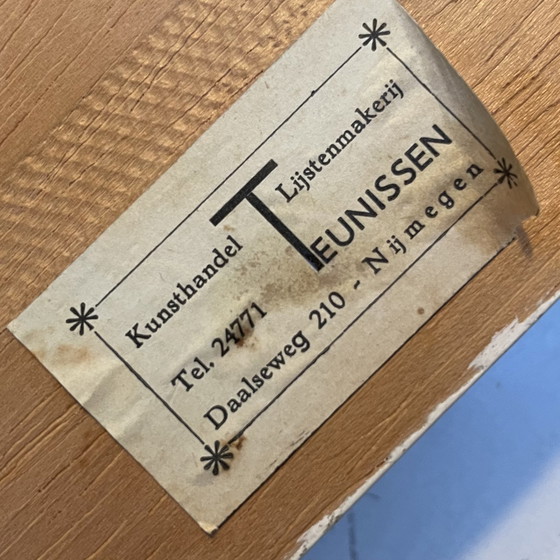 Kunsthandel Lijstenmakerij
TEUNISSEN
Tel. 24771
Daalseweg 210 - Nijmegen